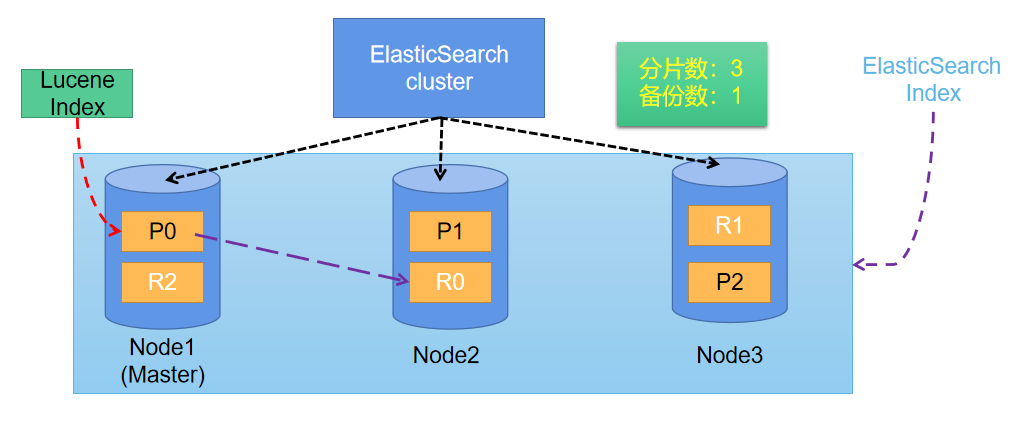 ElasticSearch
cluster
Lucene
Index
分片数：3
备份数：1
ElasticSearch
Index
P0
R2
P1
R0
R1
P2
Node1
(Master)
Node2
Node3